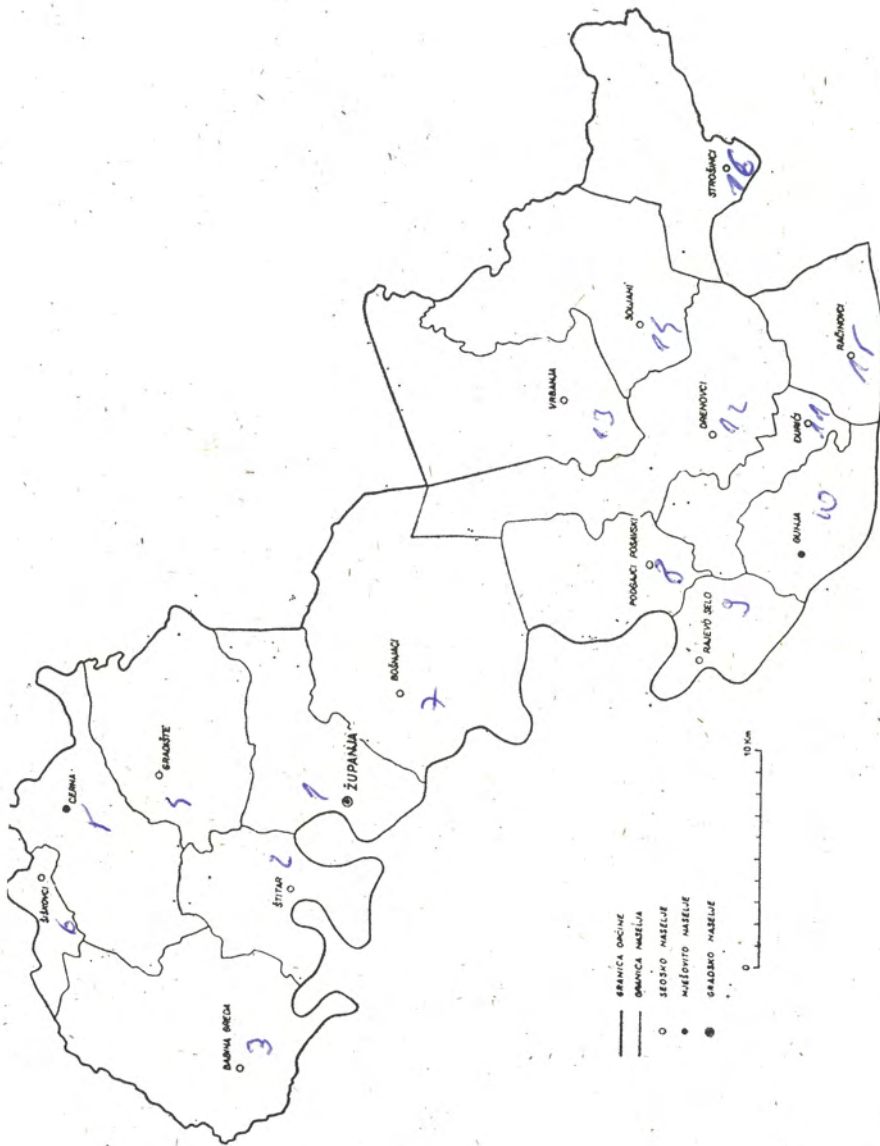 BABINA GREDA
3
ŠIŠKOVCI
6
CERNA
5
ŠTITAR
2
GRADIŠTE
4
ŽUPANJA
1
BOŠNJACI
7
VRBANJA
13
SOLJANI
14
STROŠINCI
16
PODGAJCI POSAVSKI
8
DRENOVCI
12
RAJEVO SELO
9
GUNJA
10
ĐURIĆI
11
RAČINOVCI
15
GRANICA OPĆINE
GRANICA NASELJA
SEOSKO NASELJE
MJEŠOVITO NASELJE
GRADSKO NASELJE
0 10 Km